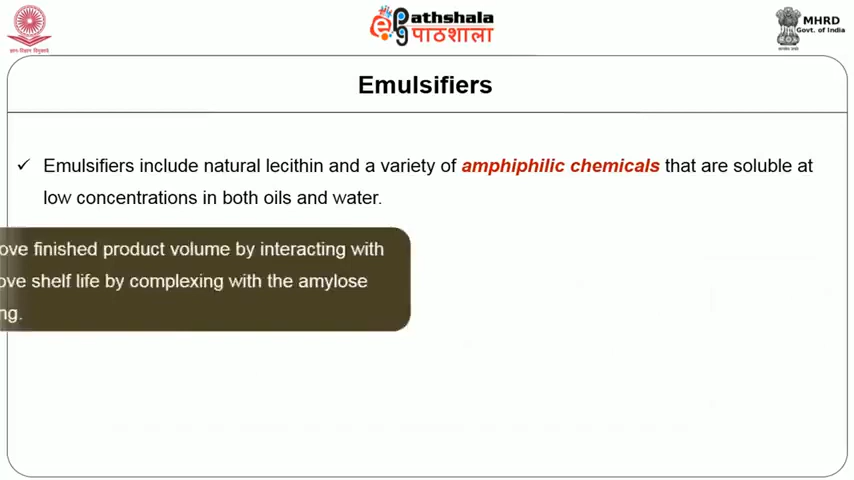 ePathshala
पाठशाला
MHRD
Govt. of India
Emulsifiers
✓ Emulsifiers include natural lecithin and a variety of amphiphilic chemicals that are soluble at
low concentrations in both oils and water.
ove finished product volume by interacting with
ove shelf life by complexing with the amylose
ng.